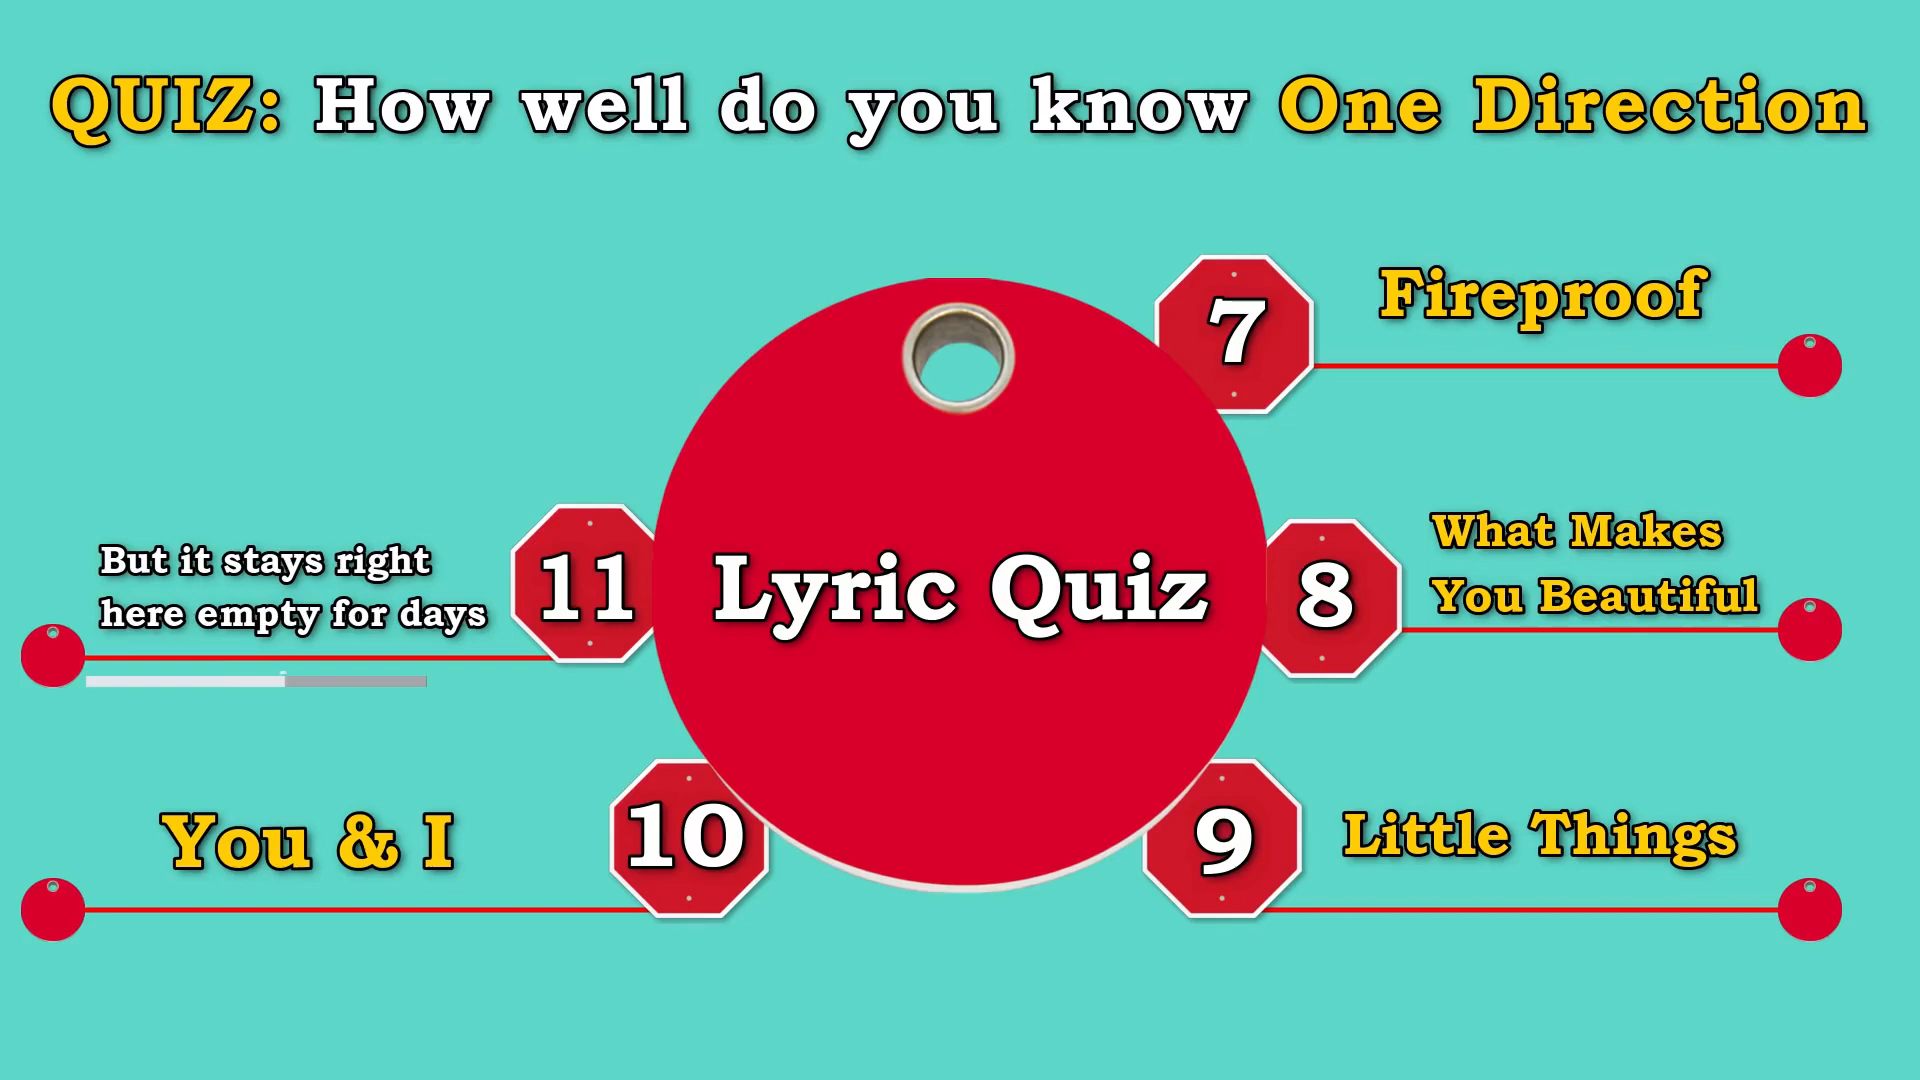 QUIZ: How well do you know One Direction
7
Fireproof
8
What Makes
You Beautiful
9
Little Things
10
You & I
11
But it stays right
here empty for days
Lyric Quiz